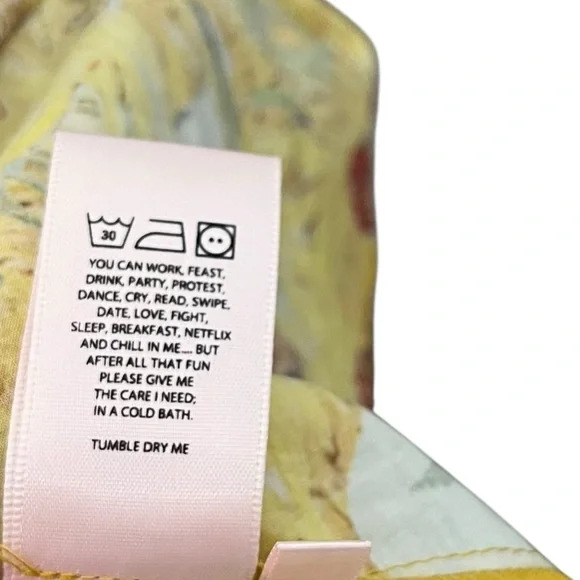 30
YOU CAN WORK, FEAST,
DRINK, PARTY, PROTEST,
DANCE, CRY, READ, SWIPE,
DATE, LOVE, FIGHT,
SLEEP, BREAKFAST, NETFLIX
AND CHILL IN ME.... BUT
AFTER ALL THAT FUN
PLEASE GIVE ME
THE CARE I NEED;
IN A COLD BATH.
TUMBLE DRY ME